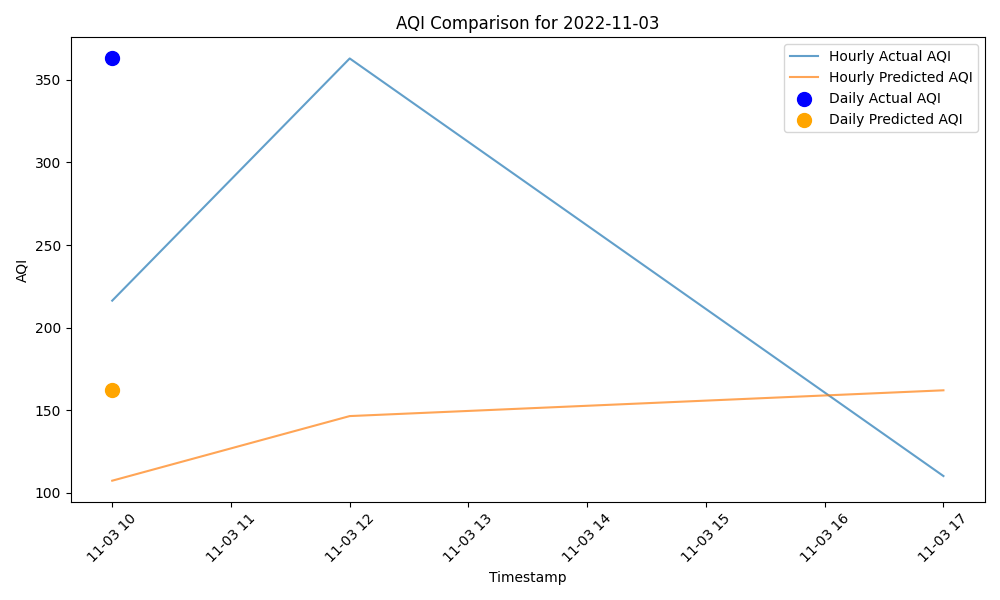 AQI Comparison for 2022-11-03
Hourly Actual AQI
Hourly Predicted AQI
Daily Actual AQI
Daily Predicted AQI
AQI
350
300
250
200
150
100
11-03 10
11-03 11
11-03 12
11-03 13
11-03 14
11-03 15
11-03 16
11-03 17
Timestamp